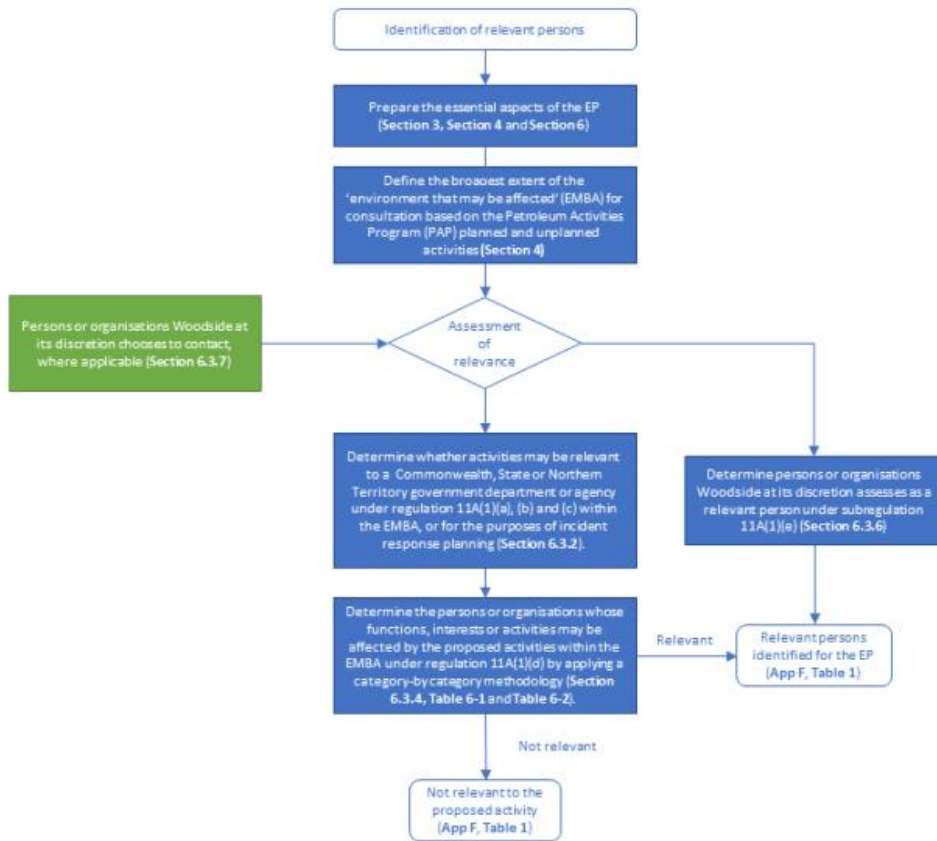 Identification of relevant persons
Prepare the essential aspects of the EP
(Section 3, Section 4 and Section 6)
Define the broadest extent of the
'environment that may be affected' (EMBA) for
consultation based on the Petroleum Activities
Program (PAP) planned and unplanned
activities (Section 4)
Persons or organisations Woodside at
its discretion chooses to contact,
where applicable (Section 6.3.7)
Assessment
of
relevance
Determine whether activities may be relevant
to a Commonwealth, State or Northern
Territory government department or agency
under regulation 11A(1)(a), (b) and (c) within
the EMBA, or for the purposes of incident
response planning (Section 6.3.2).
Determine persons or organisations
Woodside at its discretion assesses as a
relevant person under subregulation
11A(1)(e) (Section 6.3.6)
Determine the persons or organisations whose
functions, interests or activities may be
affected by the proposed activities within the
EMBA under regulation 11A(1)(d) by applying a
category-by category methodology (Section
6.3.4, Table 6-1 and Table 6-2).
Relevant
Relevant persons
identified for the EP
(App F, Table 1)
Not relevant
Not relevant to the
proposed activity
(App F, Table 1)